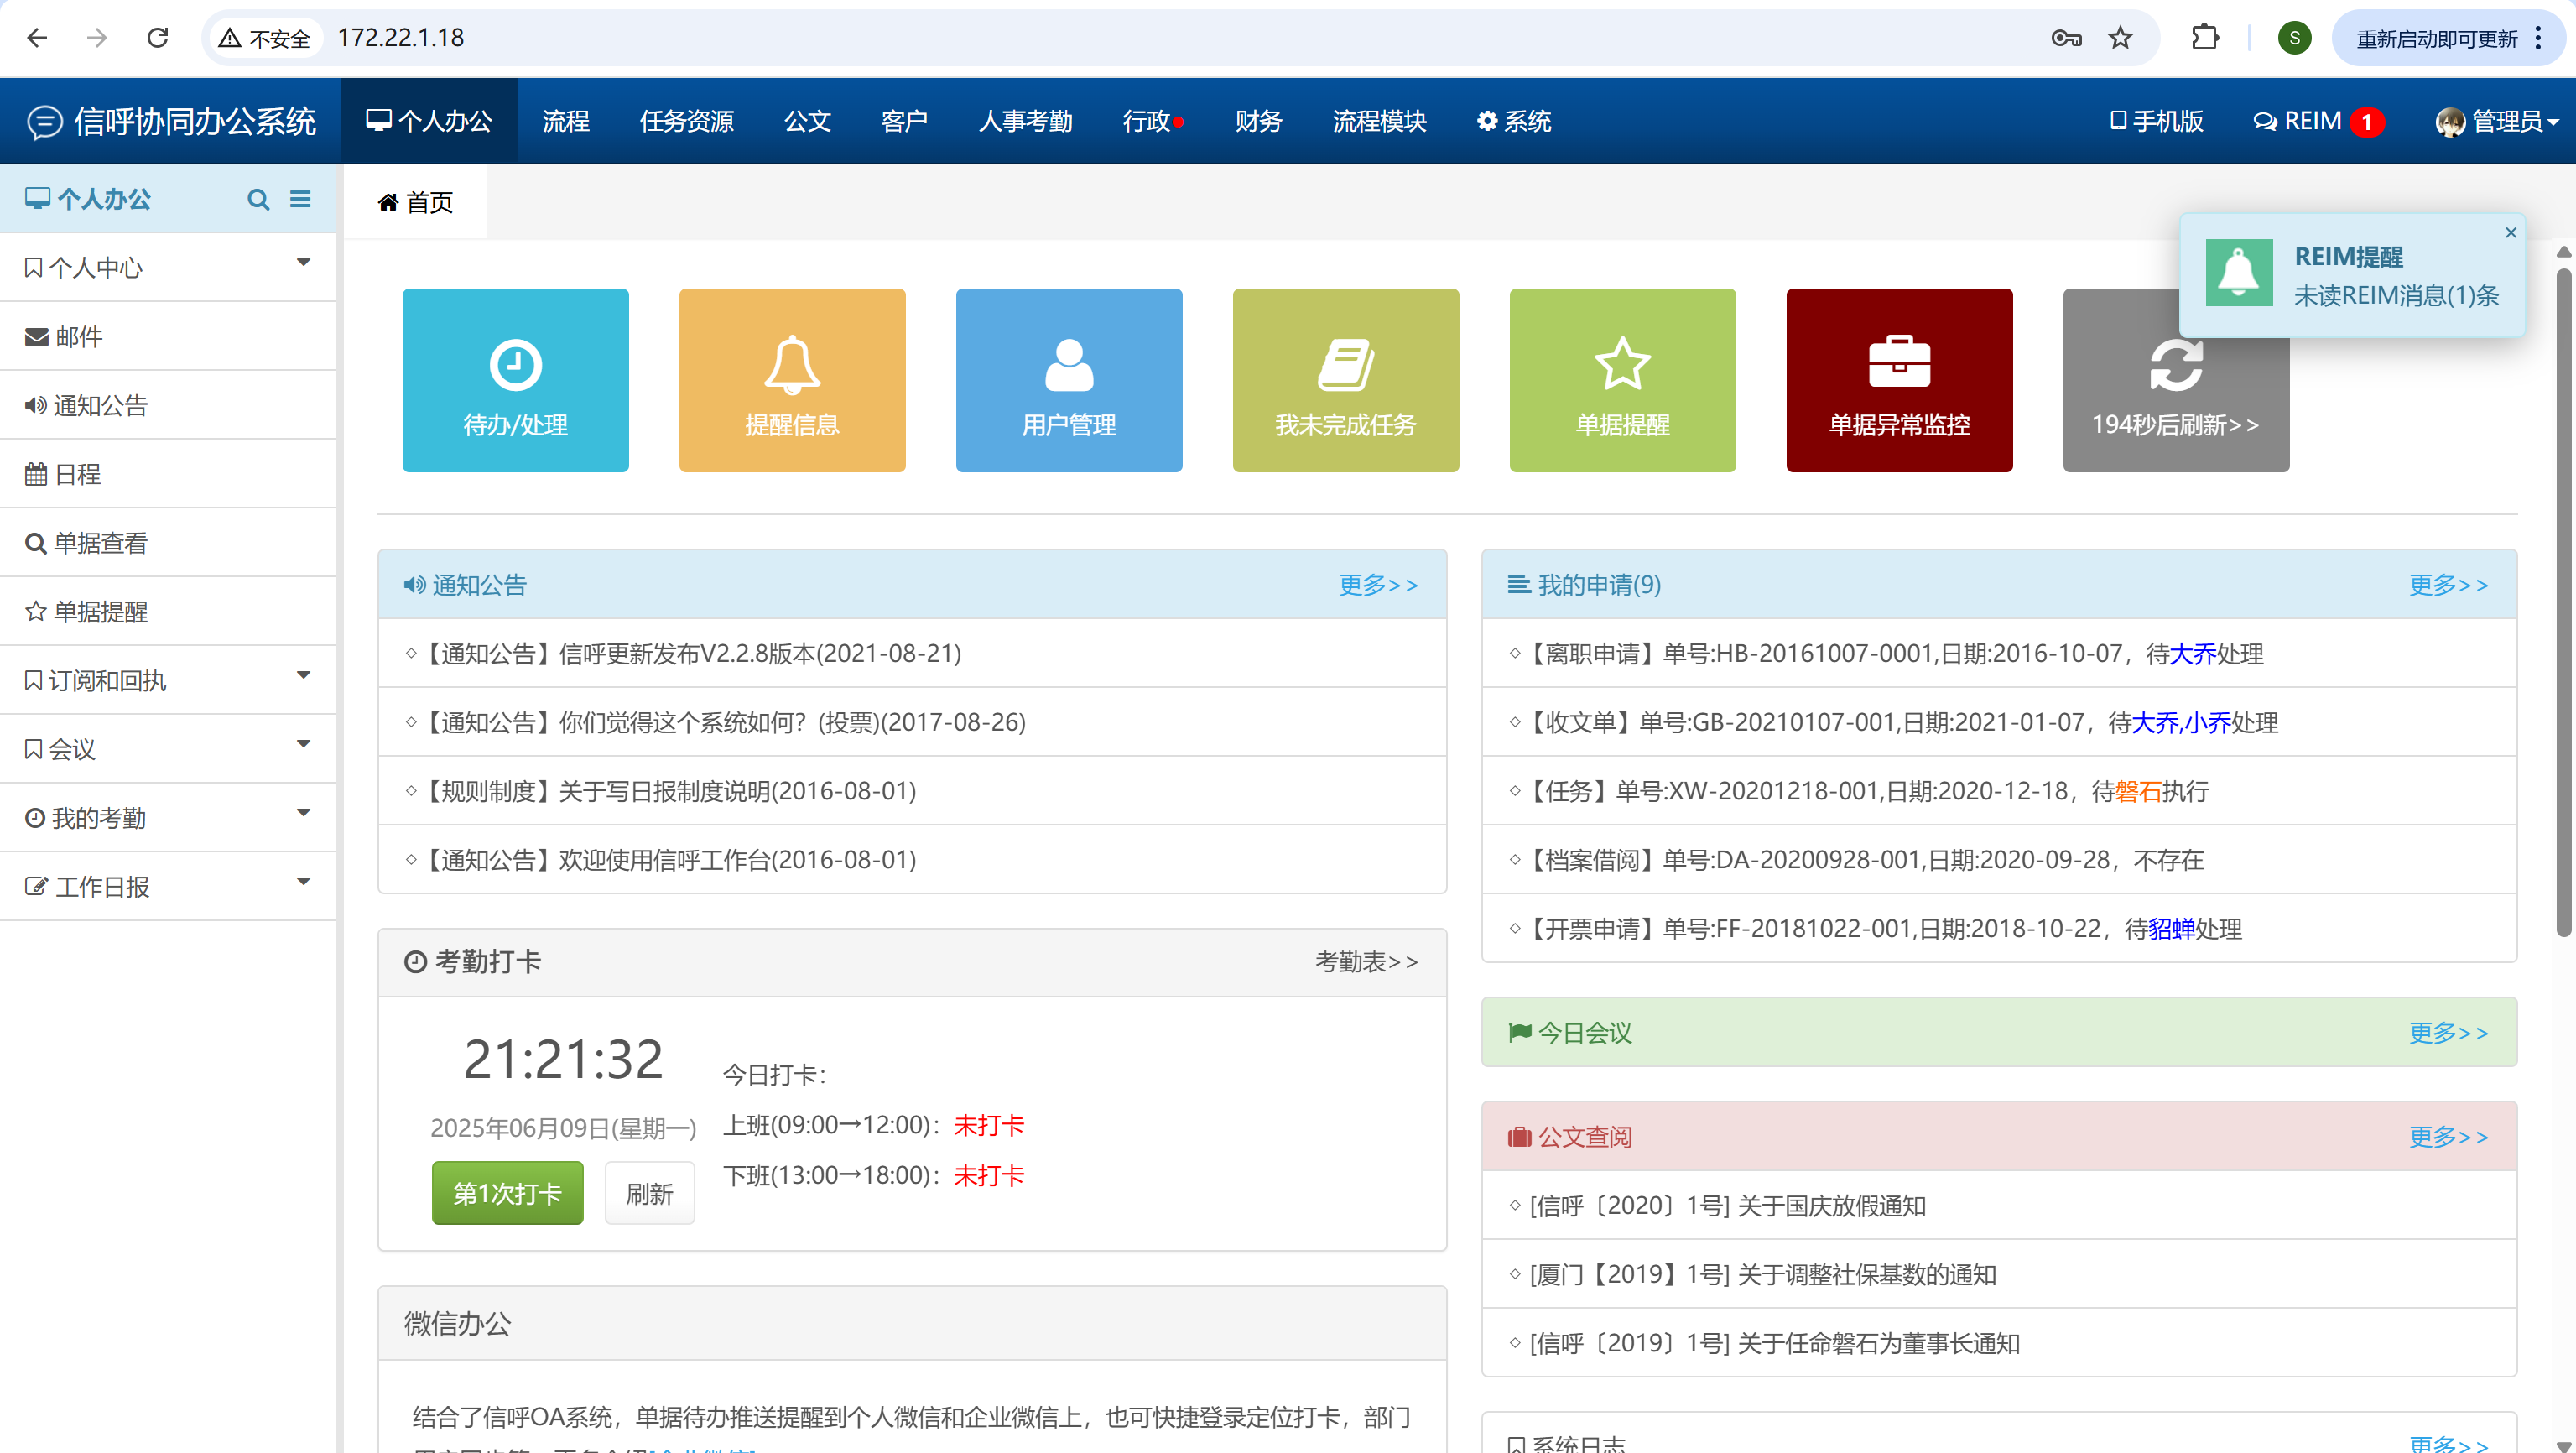 不安全 172.22.1.18
S
重新启动即可更新
信呼协同办公系统
个人办公 流程 任务资源 公文 客户 人事考勤 行政 财务 流程模块 系统
手机版 REIM 1 管理员
个人办公
个人中心
邮件
通知公告
日程
单据查看
单据提醒
订阅和回执
会议
我的考勤
工作日报
首页
REIM提醒
未读REIM消息(1)条
待办/处理
提醒信息
用户管理
我未完成任务
单据提醒
单据异常监控
194秒后刷新>>
通知公告 更多>>
◇【通知公告】信呼更新发布V2.2.8版本(2021-08-21)
◇【通知公告】你们觉得这个系统如何？(投票)(2017-08-26)
◇【规则制度】关于写日报制度说明(2016-08-01)
◇【通知公告】欢迎使用信呼工作台(2016-08-01)
考勤打卡 考勤表>>
21:21:32
2025年06月09日(星期一)
第1次打卡 刷新
今日打卡：
上班(09:00→12:00)：未打卡
下班(13:00→18:00)：未打卡
微信办公
结合了信呼OA系统，单据待办推送提醒到个人微信和企业微信上，也可快捷登录定位打卡，部门
我的申请(9) 更多>>
◇【离职申请】单号:HB-20161007-0001,日期:2016-10-07，待大乔处理
◇【收文单】单号:GB-20210107-001,日期:2021-01-07，待大乔,小乔处理
◇【任务】单号:XW-20201218-001,日期:2020-12-18，待磐石执行
◇【档案借阅】单号:DA-20200928-001,日期:2020-09-28，不存在
◇【开票申请】单号:FF-20181022-001,日期:2018-10-22，待貂蝉处理
今日会议 更多>>
公文查阅 更多>>
◇ [信呼〔2020〕1号] 关于国庆放假通知
◇ [厦门【2019】1号] 关于调整社保基数的通知
◇ [信呼〔2019〕1号] 关于任命磐石为董事长通知
系统日志 更多>>